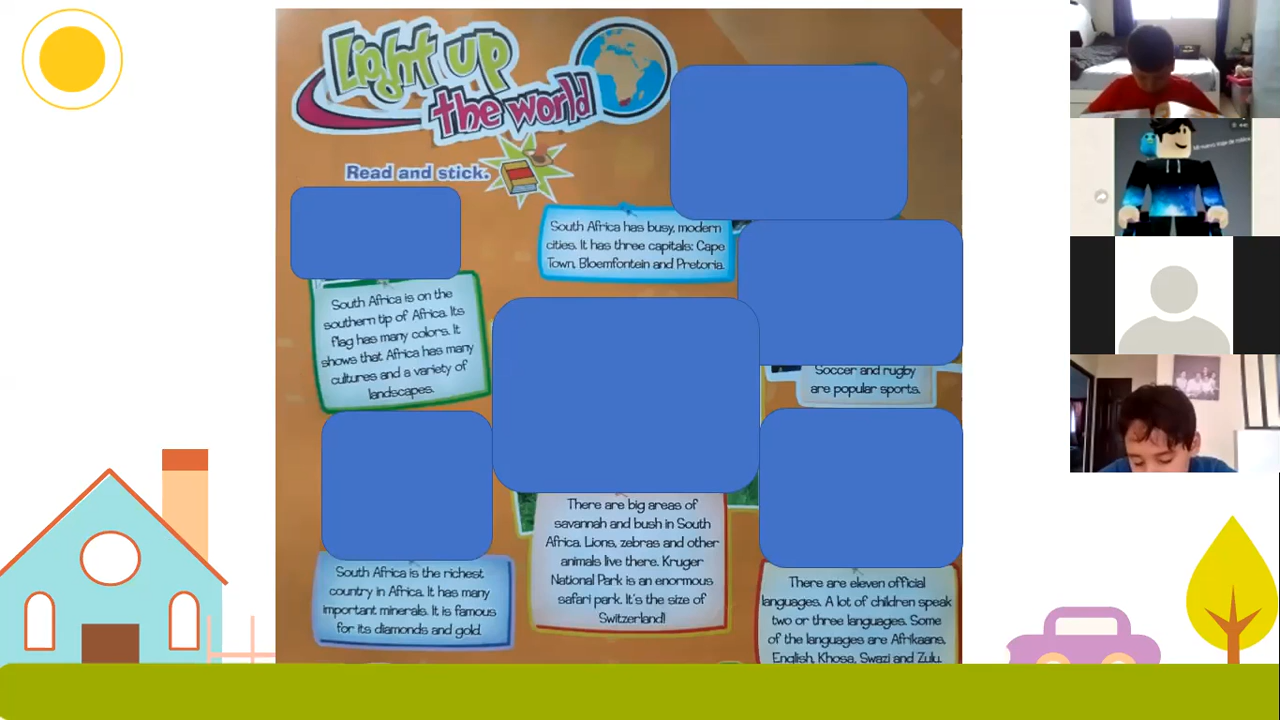 Light up
the world
Read and stick.
South Africa has busy, modern
cities. It has three capitals: Cape
Town, Bloemfontein and Pretoria.
South Africa is on the
southern tip of Africa. Its
flag has many colors. It
shows that Africa has many
cultures and a variety of
landscapes.
Soccer and rugby
are popular sports.
There are big areas of
savannah and bush in South
Africa. Lions, zebras and other
animals live there. Kruger
National Park is an enormous
safari park. It's the size of
Switzerland!
South Africa is the richest
country in Africa. It has many
important minerals. It is famous
for its diamonds and gold.
There are eleven official
languages. A lot of children speak
two or three languages. Some
of the languages are Afrikaans,
English, Khosa, Swazi and Zulu.